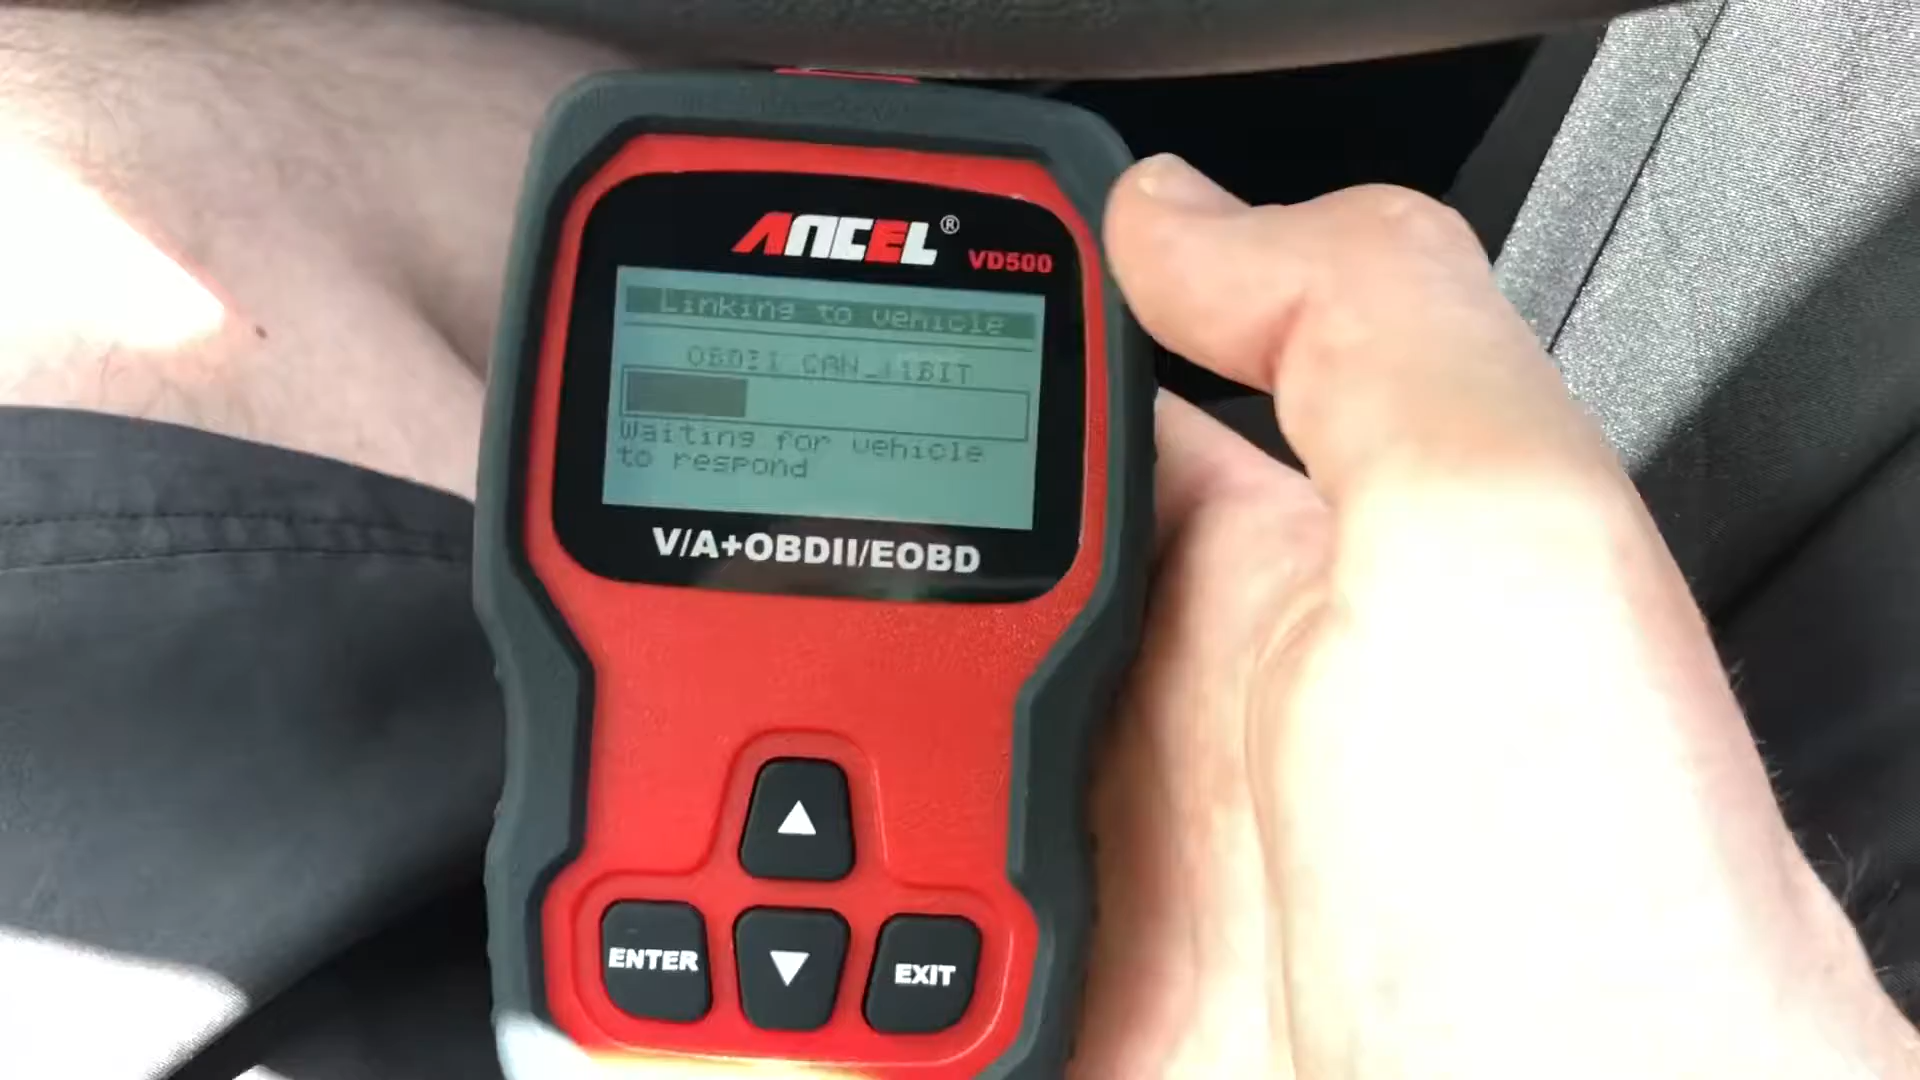 ANCEL®
VD500
Linking to vehicle
OBDII CAN_11BIT
Waiting for vehicle
to respond
V/A+OBDII/EOBD
▲
ENTER
▼
EXIT